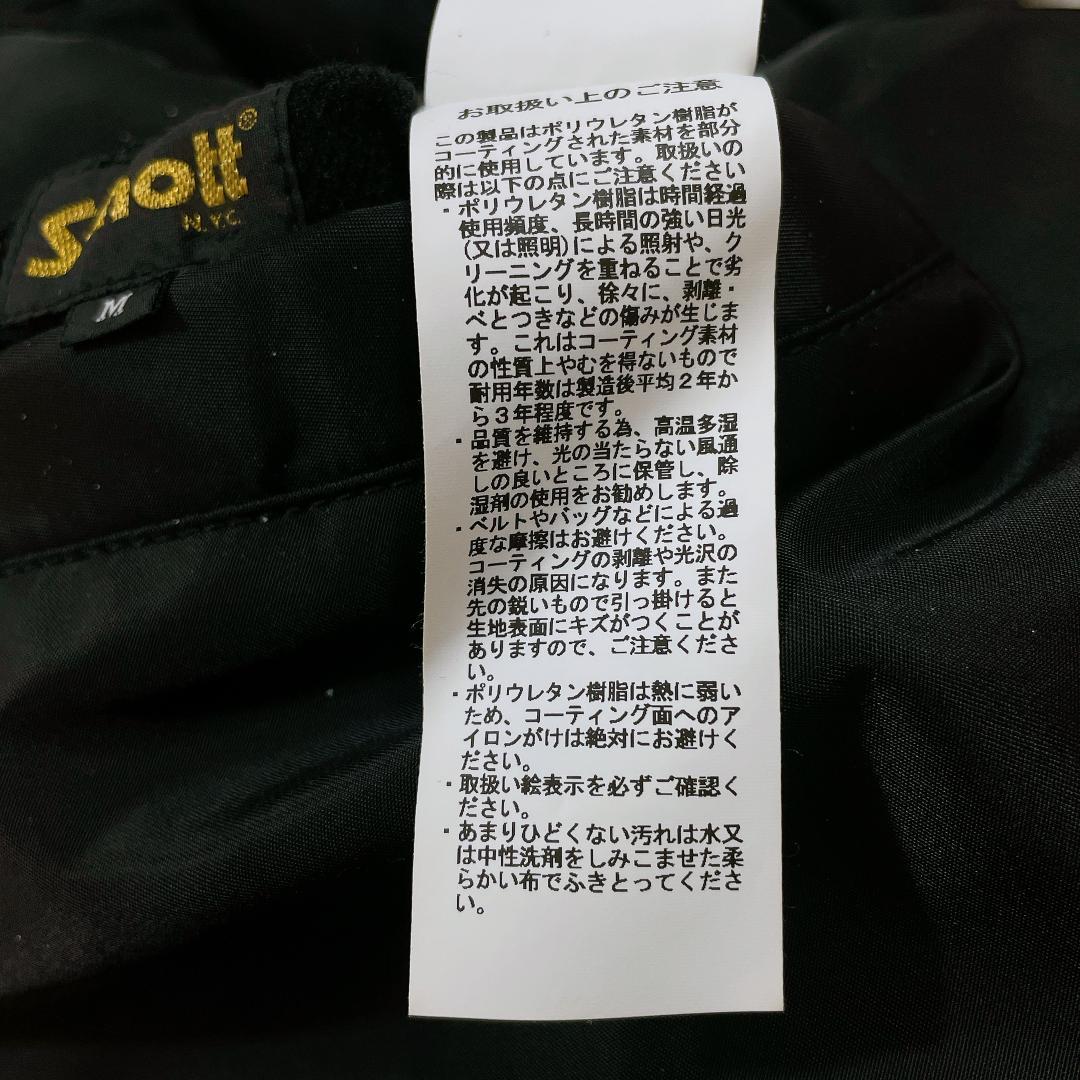 Schott®
N.Y.C
M
お取扱い上のご注意
この製品はポリウレタン樹脂が
コーティングされた素材を部分
的に使用しています。取扱いの
際は以下の点にご注意ください
・ポリウレタン樹脂は時間経過
使用頻度、長時間の強い日光
(又は照明)による照射や、ク
リーニングを重ねることで劣
化が起こり、徐々に、剥離・
べとつきなどの傷みが生じま
す。これはコーティング素材
の性質上やむを得ないもので
耐用年数は製造後平均２年か
ら３年程度です。
・品質を維持する為、高温多湿
を避け、光の当たらない風通
しの良いところに保管し、除
湿剤の使用をお勧めします。
・ベルトやバッグなどによる過
度な摩擦はお避けください。
コーティングの剥離や光沢の
消失の原因になります。また
先の鋭いもので引っ掛けると
生地表面にキズがつくことが
ありますので、ご注意くださ
い。
・ポリウレタン樹脂は熱に弱い
ため、コーティング面へのア
イロンがけは絶対にお避けく
ださい。
・取扱い絵表示を必ずご確認く
ださい。
・あまりひどくない汚れは水又
は中性洗剤をしみこませた柔
らかい布でふきとってくださ
い。